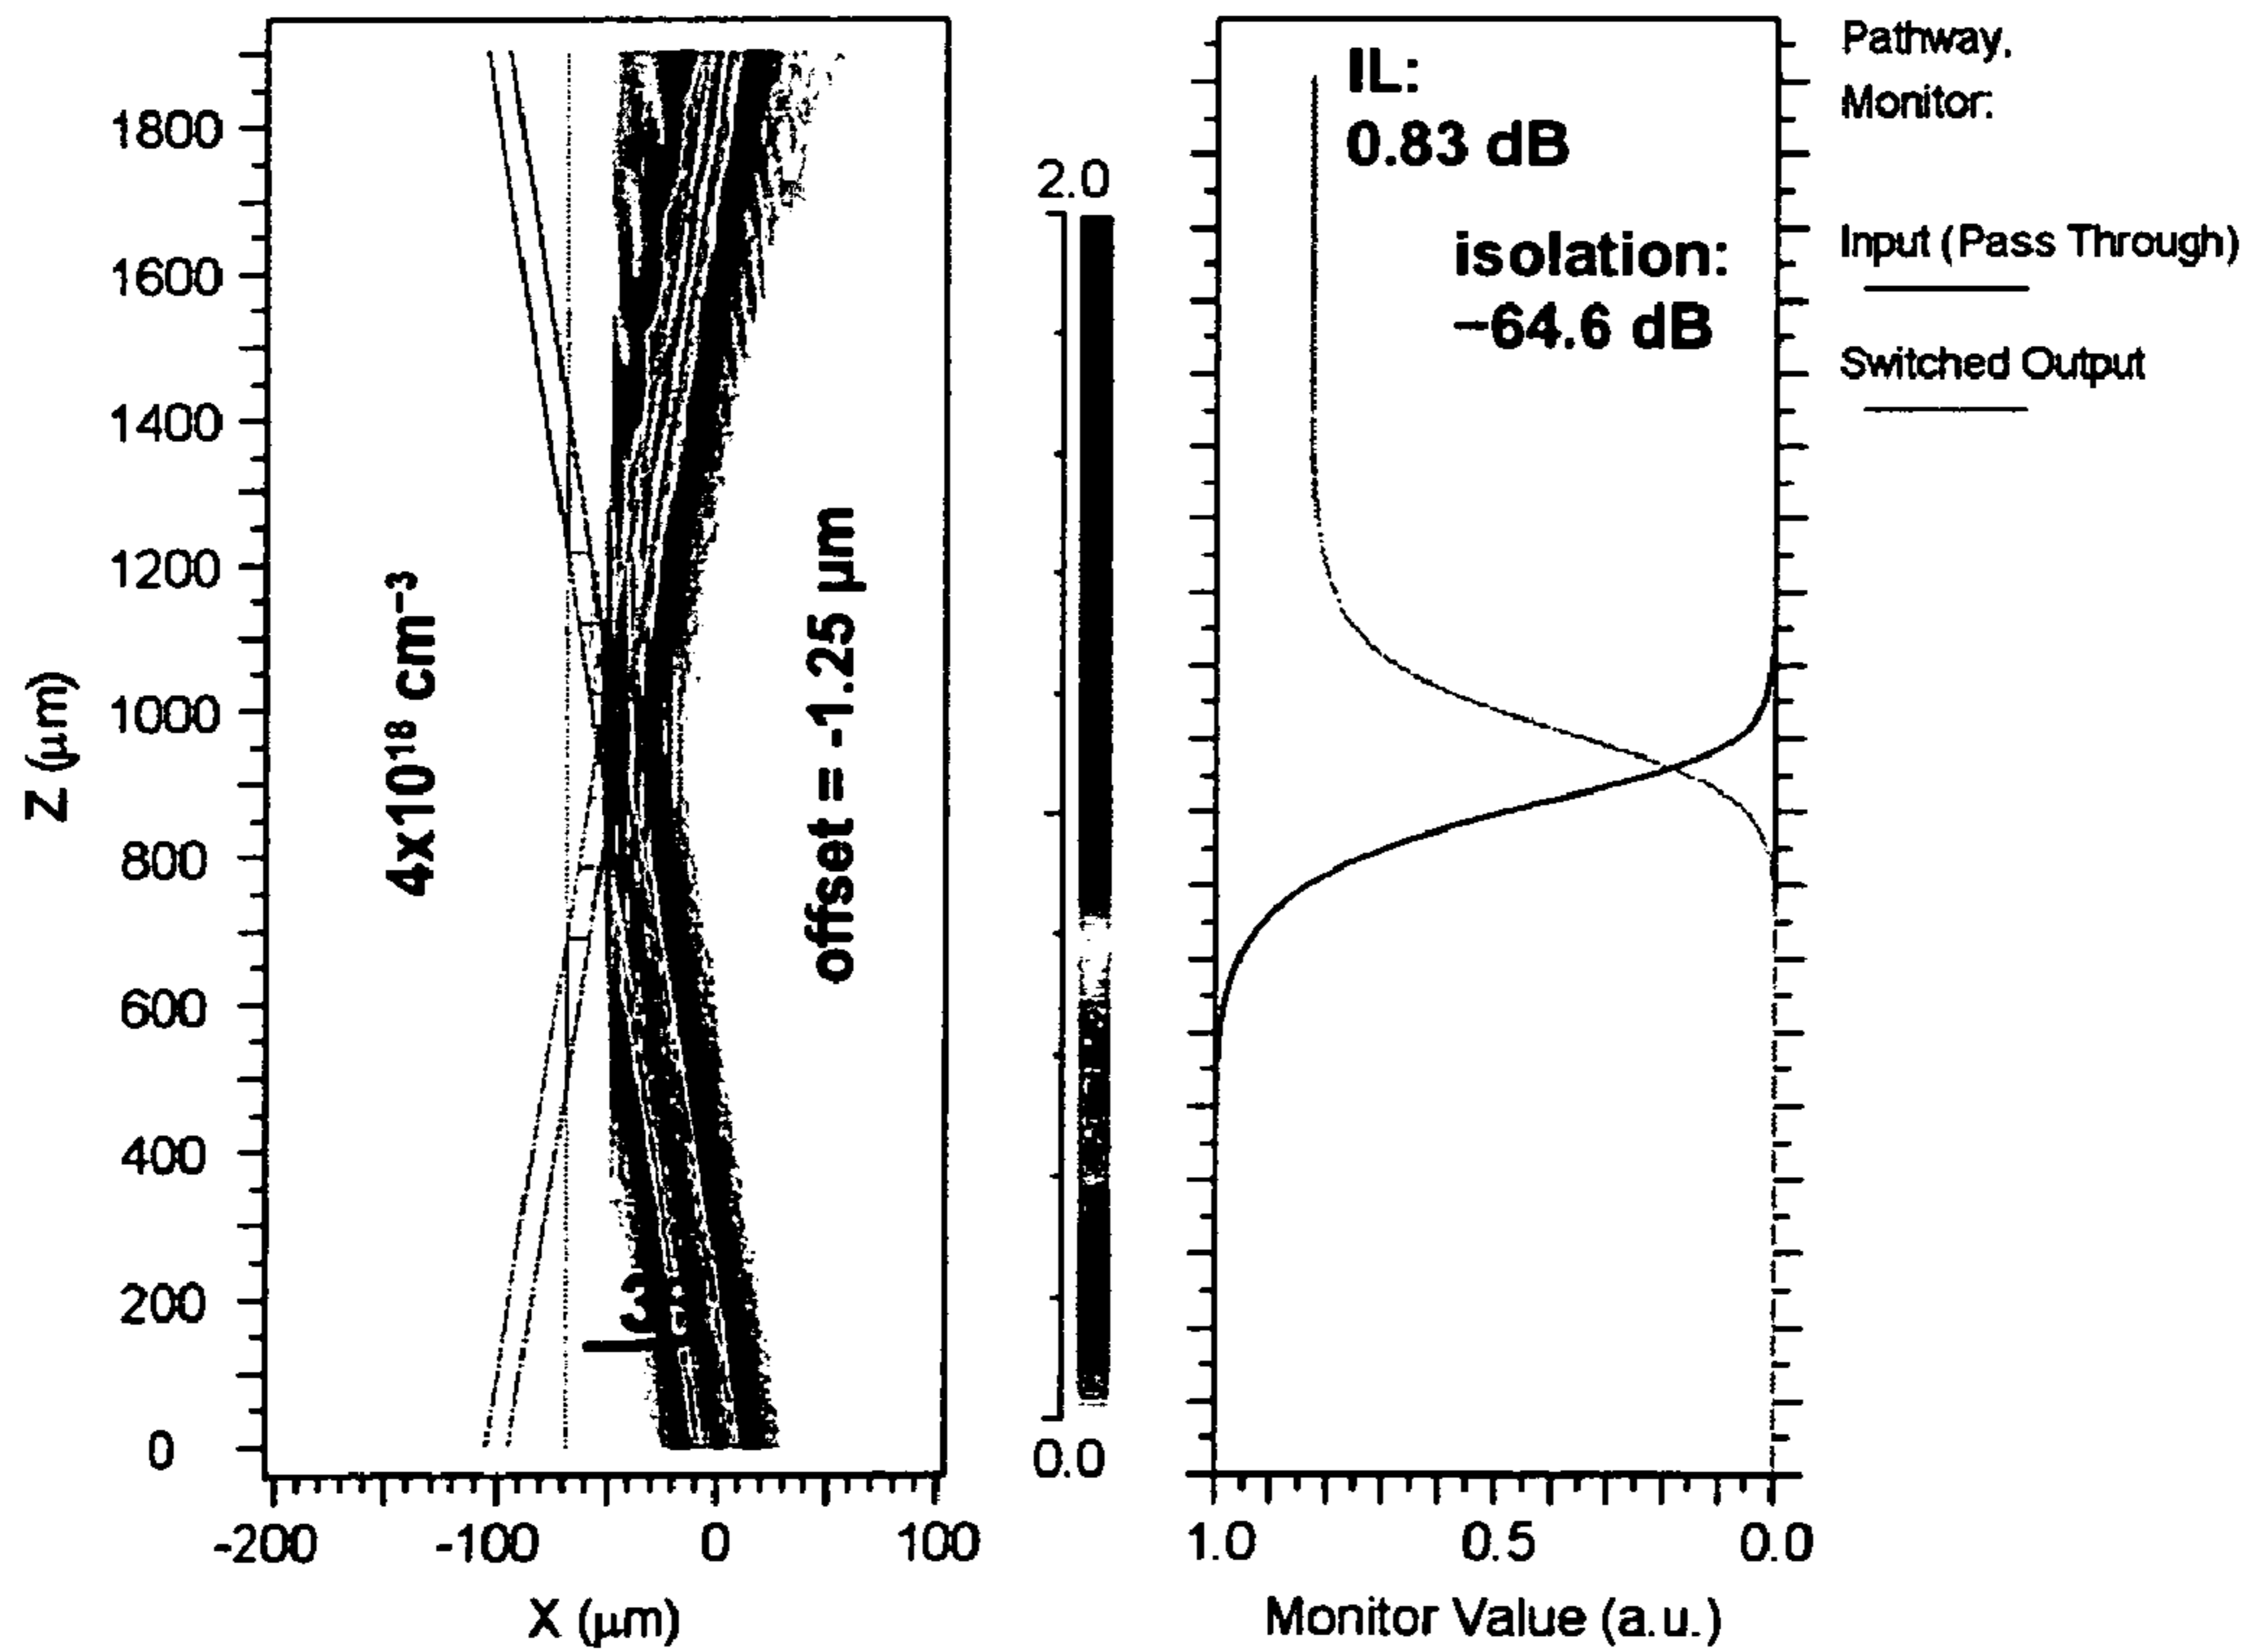 Z (μm)
1800
1600
1400
1200
1000
800
600
400
200
0
-200
-100
0
100
X (μm)
4x10¹⁸ cm⁻³
offset = -1.25 μm
2.0
0.0
IL:
0.83 dB
isolation:
−64.6 dB
1.0
0.5
0.0
Monitor Value (a.u.)
Pathway,
Monitor:
Input (Pass Through)
Switched Output